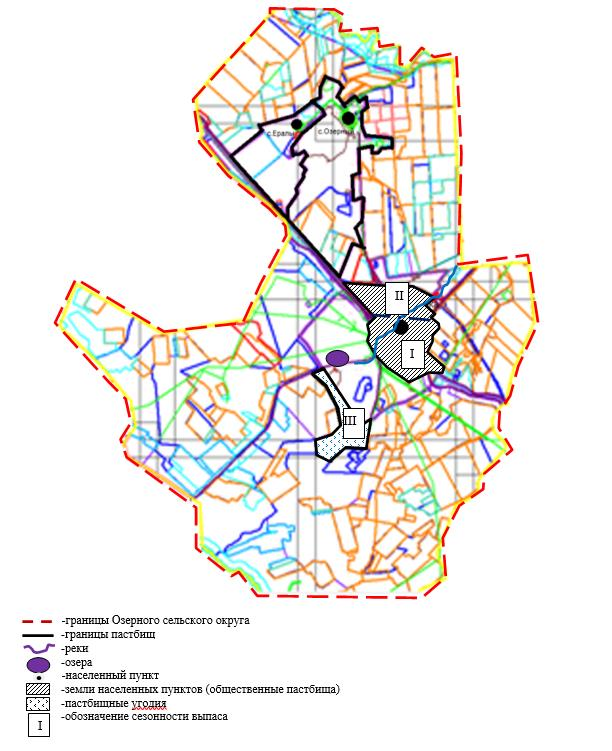 с.Ераль
с.Озерный
II
I
III
-границы Озерного сельского округа
-границы пастбищ
-реки
-озера
-населенный пункт
-земли населенных пунктов (общественные пастбища)
-пастбищные угодия
I -обозначение сезонности выпаса